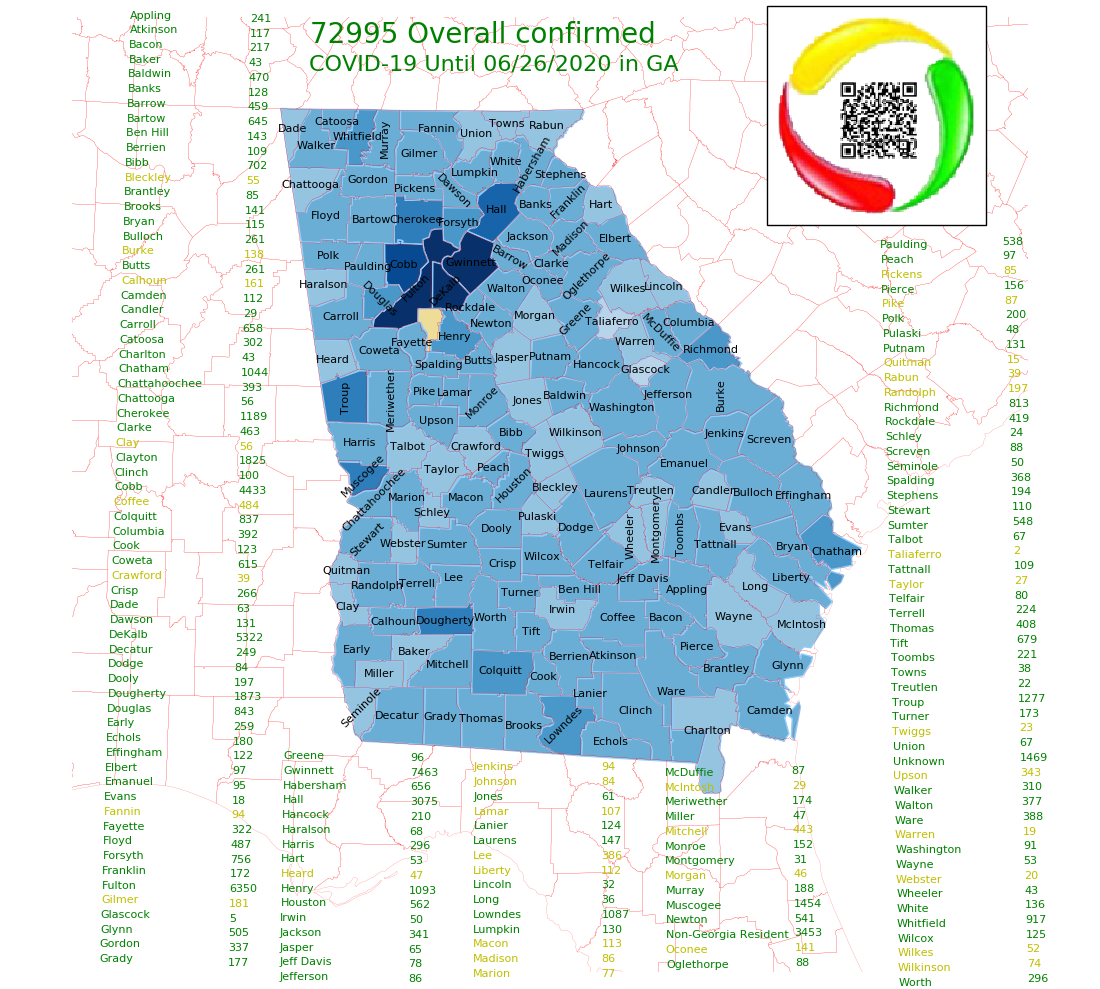 72995 Overall confirmed
COVID-19 Until 06/26/2020 in GA
Appling 241
Atkinson 117
Bacon 217
Baker 43
Baldwin 470
Banks 128
Barrow 459
Bartow 645
Ben Hill 143
Berrien 109
Bibb 702
Bleckley 55
Brantley 85
Brooks 141
Bryan 115
Bulloch 261
Burke 138
Butts 261
Calhoun 161
Camden 112
Candler 29
Carroll 658
Catoosa 302
Charlton 43
Chatham 1044
Chattahoochee 393
Chattooga 56
Cherokee 1189
Clarke 463
Clay 56
Clayton 1825
Clinch 100
Cobb 4433
Coffee 484
Colquitt 837
Columbia 392
Cook 123
Coweta 615
Crawford 39
Crisp 266
Dade 63
Dawson 131
DeKalb 5322
Decatur 249
Dodge 84
Dooly 197
Dougherty 1873
Douglas 843
Early 259
Echols 180
Effingham 122
Elbert 97
Emanuel 95
Evans 18
Fannin 94
Fayette 322
Floyd 487
Forsyth 756
Franklin 172
Fulton 6350
Gilmer 181
Glascock 5
Glynn 505
Gordon 337
Grady 177
Greene 96
Gwinnett 7463
Habersham 656
Hall 3075
Hancock 210
Haralson 68
Harris 296
Hart 53
Heard 47
Henry 1093
Houston 562
Irwin 50
Jackson 341
Jasper 65
Jeff Davis 78
Jefferson 86
Jenkins 94
Johnson 84
Jones 61
Lamar 107
Lanier 124
Laurens 147
Lee 386
Liberty 112
Lincoln 32
Long 36
Lowndes 1087
Lumpkin 130
Macon 113
Madison 86
Marion 77
McDuffie 87
McIntosh 29
Meriwether 174
Miller 47
Mitchell 443
Monroe 152
Montgomery 31
Morgan 46
Murray 188
Muscogee 1454
Newton 541
Non-Georgia Resident 3453
Oconee 141
Oglethorpe 88
Paulding 538
Peach 97
Pickens 85
Pierce 156
Pike 87
Polk 200
Pulaski 48
Putnam 131
Quitman 15
Rabun 39
Randolph 197
Richmond 813
Rockdale 419
Schley 24
Screven 88
Seminole 50
Spalding 368
Stephens 194
Stewart 110
Sumter 548
Talbot 67
Taliaferro 2
Tattnall 109
Taylor 27
Telfair 80
Terrell 224
Thomas 408
Tift 679
Toombs 221
Towns 38
Treutlen 22
Troup 1277
Turner 173
Twiggs 23
Union 67
Unknown 1469
Upson 343
Walker 310
Walton 377
Ware 388
Warren 19
Washington 91
Wayne 53
Webster 20
Wheeler 43
White 136
Whitfield 917
Wilcox 125
Wilkes 52
Wilkinson 74
Worth 296
Dade Catoosa Whitfield Murray Fannin Union Towns Rabun
Walker Gilmer White Habersham
Chattooga Gordon Pickens Lumpkin Dawson Stephens
Floyd Bartow Cherokee Forsyth Hall Banks Franklin Hart
Polk Paulding Cobb Gwinnett Jackson Barrow Madison Elbert
Haralson Douglas Fulton DeKalb Walton Clarke Oconee Oglethorpe Wilkes Lincoln
Carroll Rockdale Newton Morgan Greene Taliaferro McDuffie Columbia
Heard Coweta Fayette Henry Warren Richmond
Spalding Butts Jasper Putnam Hancock Glascock
Troup Meriwether Pike Lamar Monroe Jones Baldwin Washington Jefferson Burke
Harris Upson Bibb Wilkinson Jenkins Screven
Talbot Crawford Twiggs Johnson Emanuel
Muscogee Chattahoochee Taylor Peach Houston Bleckley Laurens Treutlen Candler Bulloch Effingham
Marion Macon Schley Pulaski Dooly Dodge Wheeler Montgomery Toombs Evans
Stewart Webster Sumter Wilcox Tattnall Bryan Chatham
Quitman Randolph Terrell Lee Crisp Telfair Jeff Davis Appling Long Liberty
Clay Calhoun Dougherty Worth Turner Ben Hill Irwin Coffee Bacon Wayne McIntosh
Early Baker Mitchell Tift Berrien Atkinson Pierce
Miller Colquitt Cook Brantley Glynn
Seminole Decatur Grady Thomas Brooks Lowndes Lanier Clinch Ware Camden
Echols Charlton